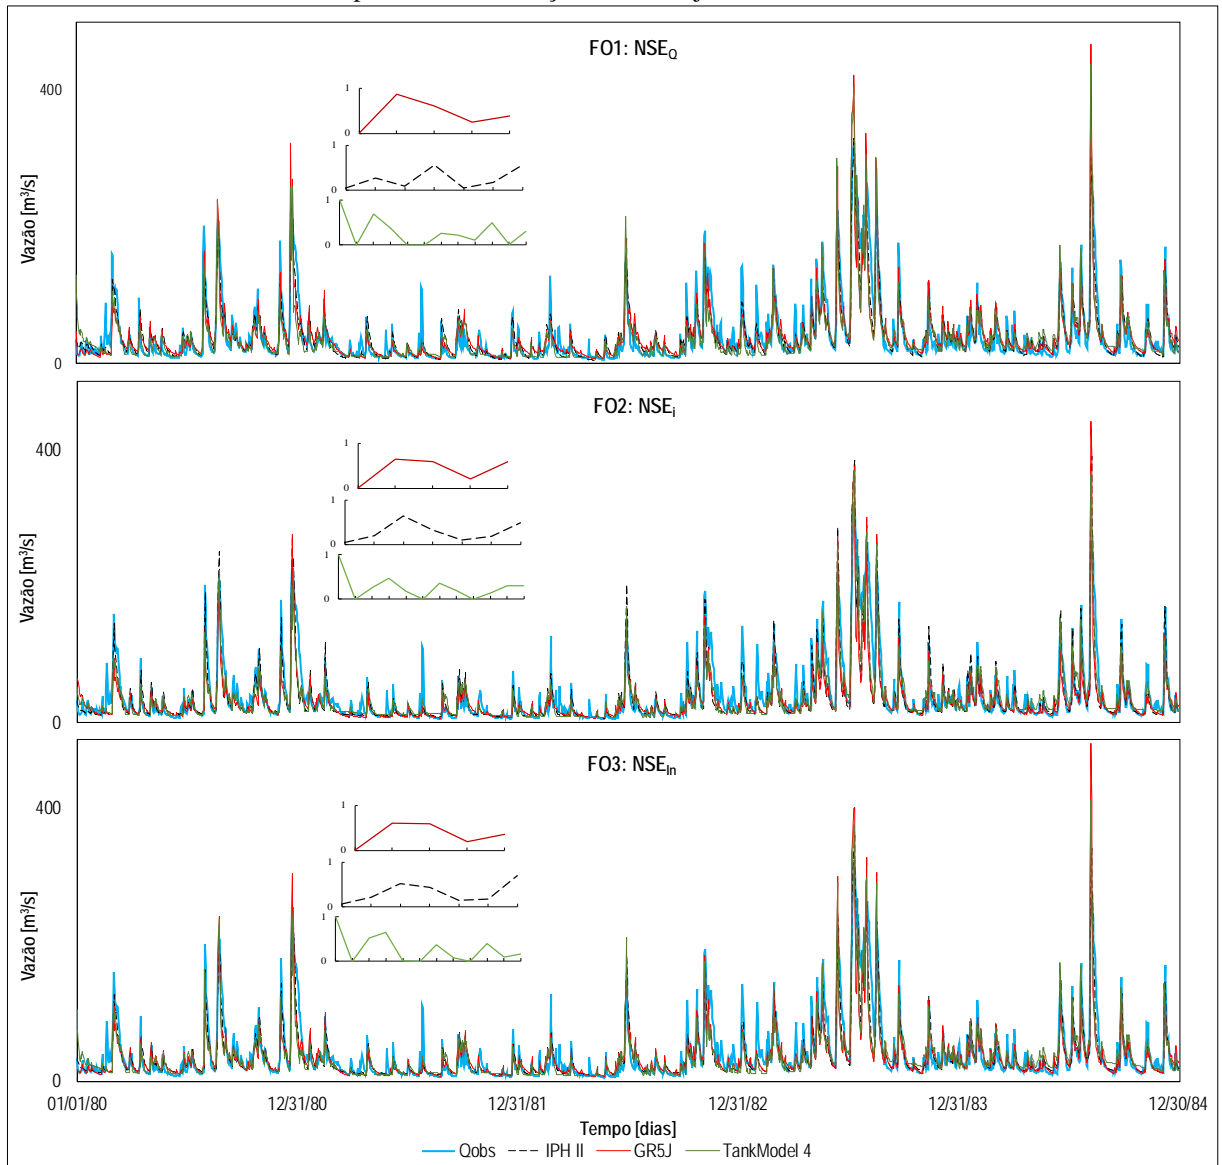 FO1: NSEQ
400
Vazão [m³/s]
0
1
0
1
0
1
0
FO2: NSEi
400
Vazão [m³/s]
0
1
0
1
0
1
0
FO3: NSEln
400
Vazão [m³/s]
0
1
0
1
0
1
0
01/01/80 12/31/80 12/31/81 12/31/82 12/31/83 12/30/84
Tempo [dias]
Qobs IPH II GR5J TankModel 4